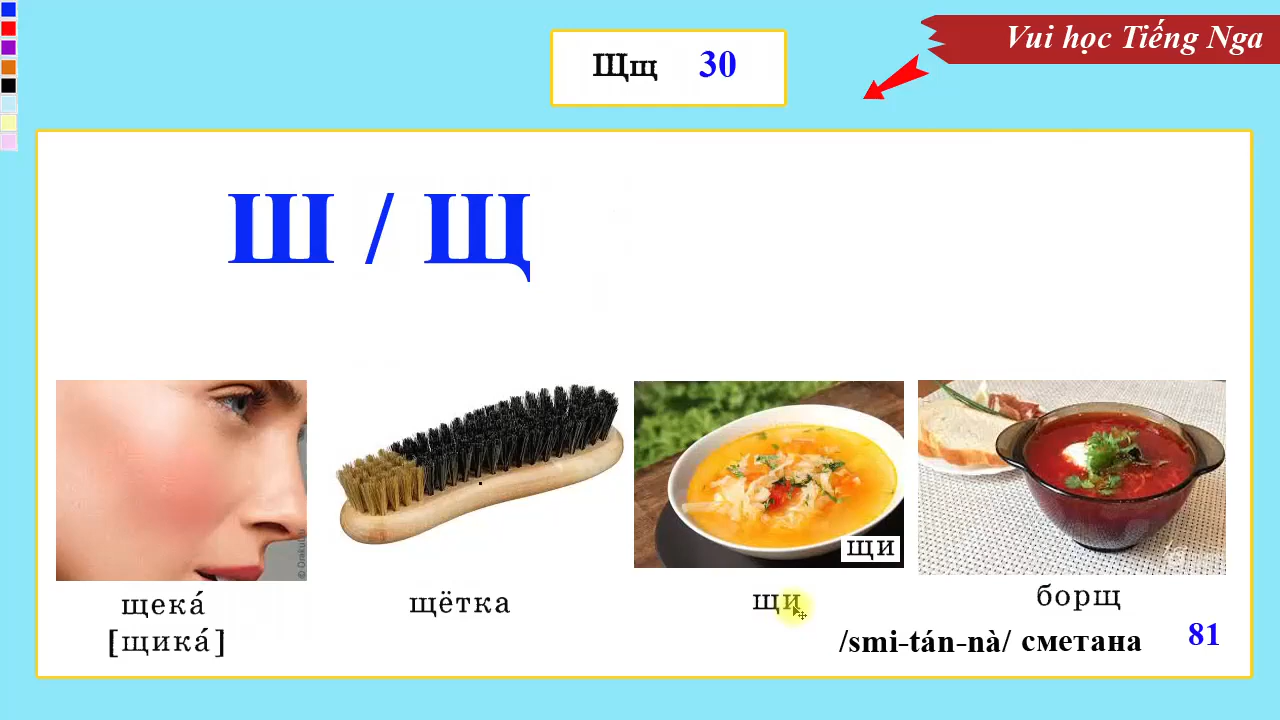 Vui học Tiếng Nga
Щщ 30
Ш / Щ
щи
щека́
[щика́]
щётка
щи
борщ
/smi-tán-nà/ сметана
81